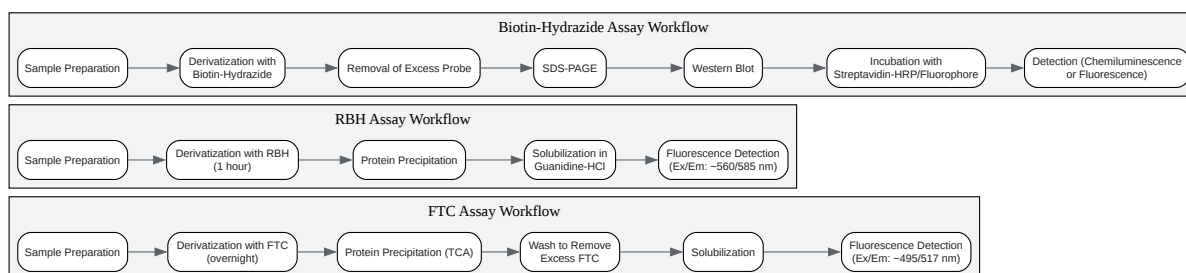 Biotin-Hydrazide Assay Workflow
Sample Preparation
Derivatization with
Biotin-Hydrazide
Removal of Excess Probe
SDS-PAGE
Western Blot
Incubation with
Streptavidin-HRP/Fluorophore
Detection (Chemiluminescence
or Fluorescence)
RBH Assay Workflow
Sample Preparation
Derivatization with RBH
(1 hour)
Protein Precipitation
Solubilization in
Guanidine-HCl
Fluorescence Detection
(Ex/Em: ~560/585 nm)
FTC Assay Workflow
Sample Preparation
Derivatization with FTC
(overnight)
Protein Precipitation (TCA)
Wash to Remove
Excess FTC
Solubilization
Fluorescence Detection
(Ex/Em: ~495/517 nm)